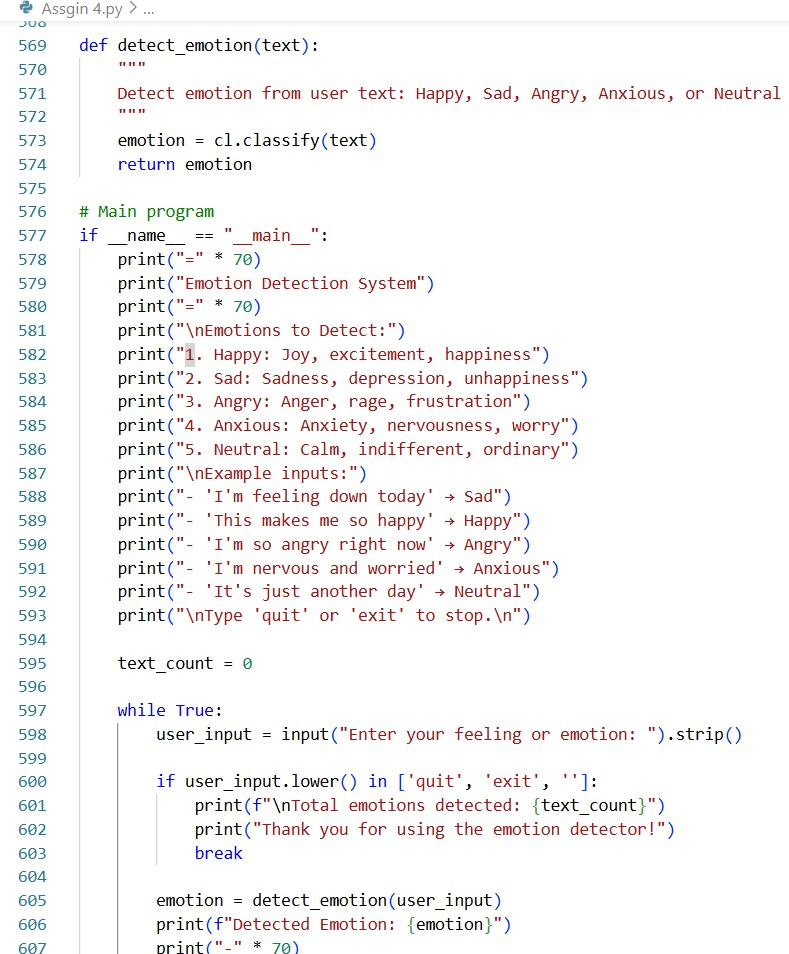 Assgin 4.py > ...
568
569 def detect_emotion(text):
570     """
571     Detect emotion from user text: Happy, Sad, Angry, Anxious, or Neutral
572     """
573     emotion = cl.classify(text)
574     return emotion
575
576 # Main program
577 if __name__ == "__main__":
578     print("=" * 70)
579     print("Emotion Detection System")
580     print("=" * 70)
581     print("\nEmotions to Detect:")
582     print("1. Happy: Joy, excitement, happiness")
583     print("2. Sad: Sadness, depression, unhappiness")
584     print("3. Angry: Anger, rage, frustration")
585     print("4. Anxious: Anxiety, nervousness, worry")
586     print("5. Neutral: Calm, indifferent, ordinary")
587     print("\nExample inputs:")
588     print("- 'I'm feeling down today' → Sad")
589     print("- 'This makes me so happy' → Happy")
590     print("- 'I'm so angry right now' → Angry")
591     print("- 'I'm nervous and worried' → Anxious")
592     print("- 'It's just another day' → Neutral")
593     print("\nType 'quit' or 'exit' to stop.\n")
594
595     text_count = 0
596
597     while True:
598         user_input = input("Enter your feeling or emotion: ").strip()
599
600         if user_input.lower() in ['quit', 'exit', '']:
601             print(f"\nTotal emotions detected: {text_count}")
602             print("Thank you for using the emotion detector!")
603             break
604
605         emotion = detect_emotion(user_input)
606         print(f"Detected Emotion: {emotion}")
607         print("-" * 70)